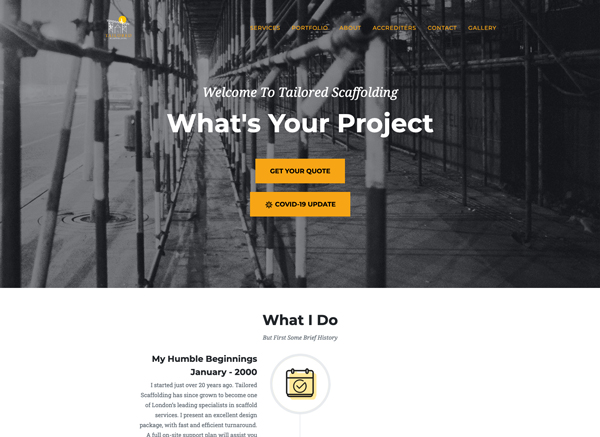 SERVICES PORTFOLIO ABOUT ACCREDITERS CONTACT GALLERY
Welcome To Tailored Scaffolding
What's Your Project
GET YOUR QUOTE
COVID-19 UPDATE
What I Do
But First Some Brief History
My Humble Beginnings
January - 2000
I started just over 20 years ago. Tailored
Scaffolding has since grown to become one
of London's leading specialists in scaffold
services. I present an excellent design
package, with fast and efficient turnaround.
A full on-site support plan will assist you